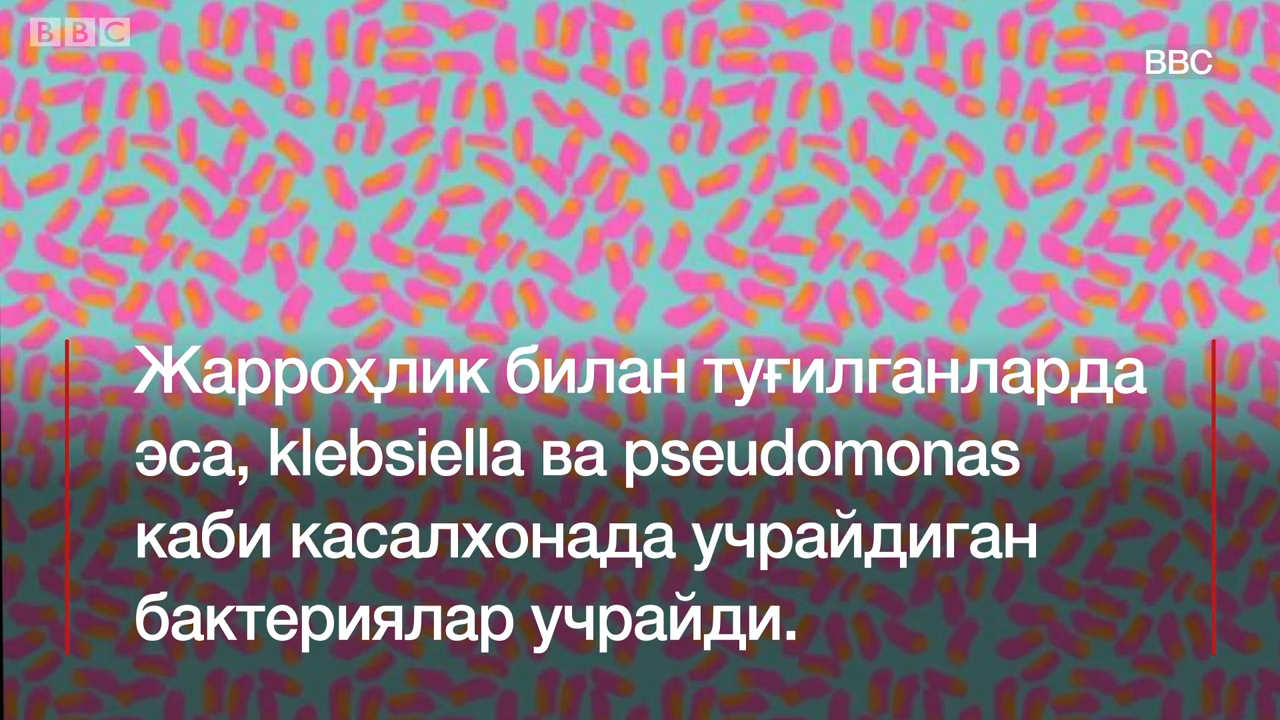 BBC
BBC
Жарроҳлик билан туғилганларда
эса, klebsiella ва pseudomonas
каби касалхонада учрайдиган
бактериялар учрайди.